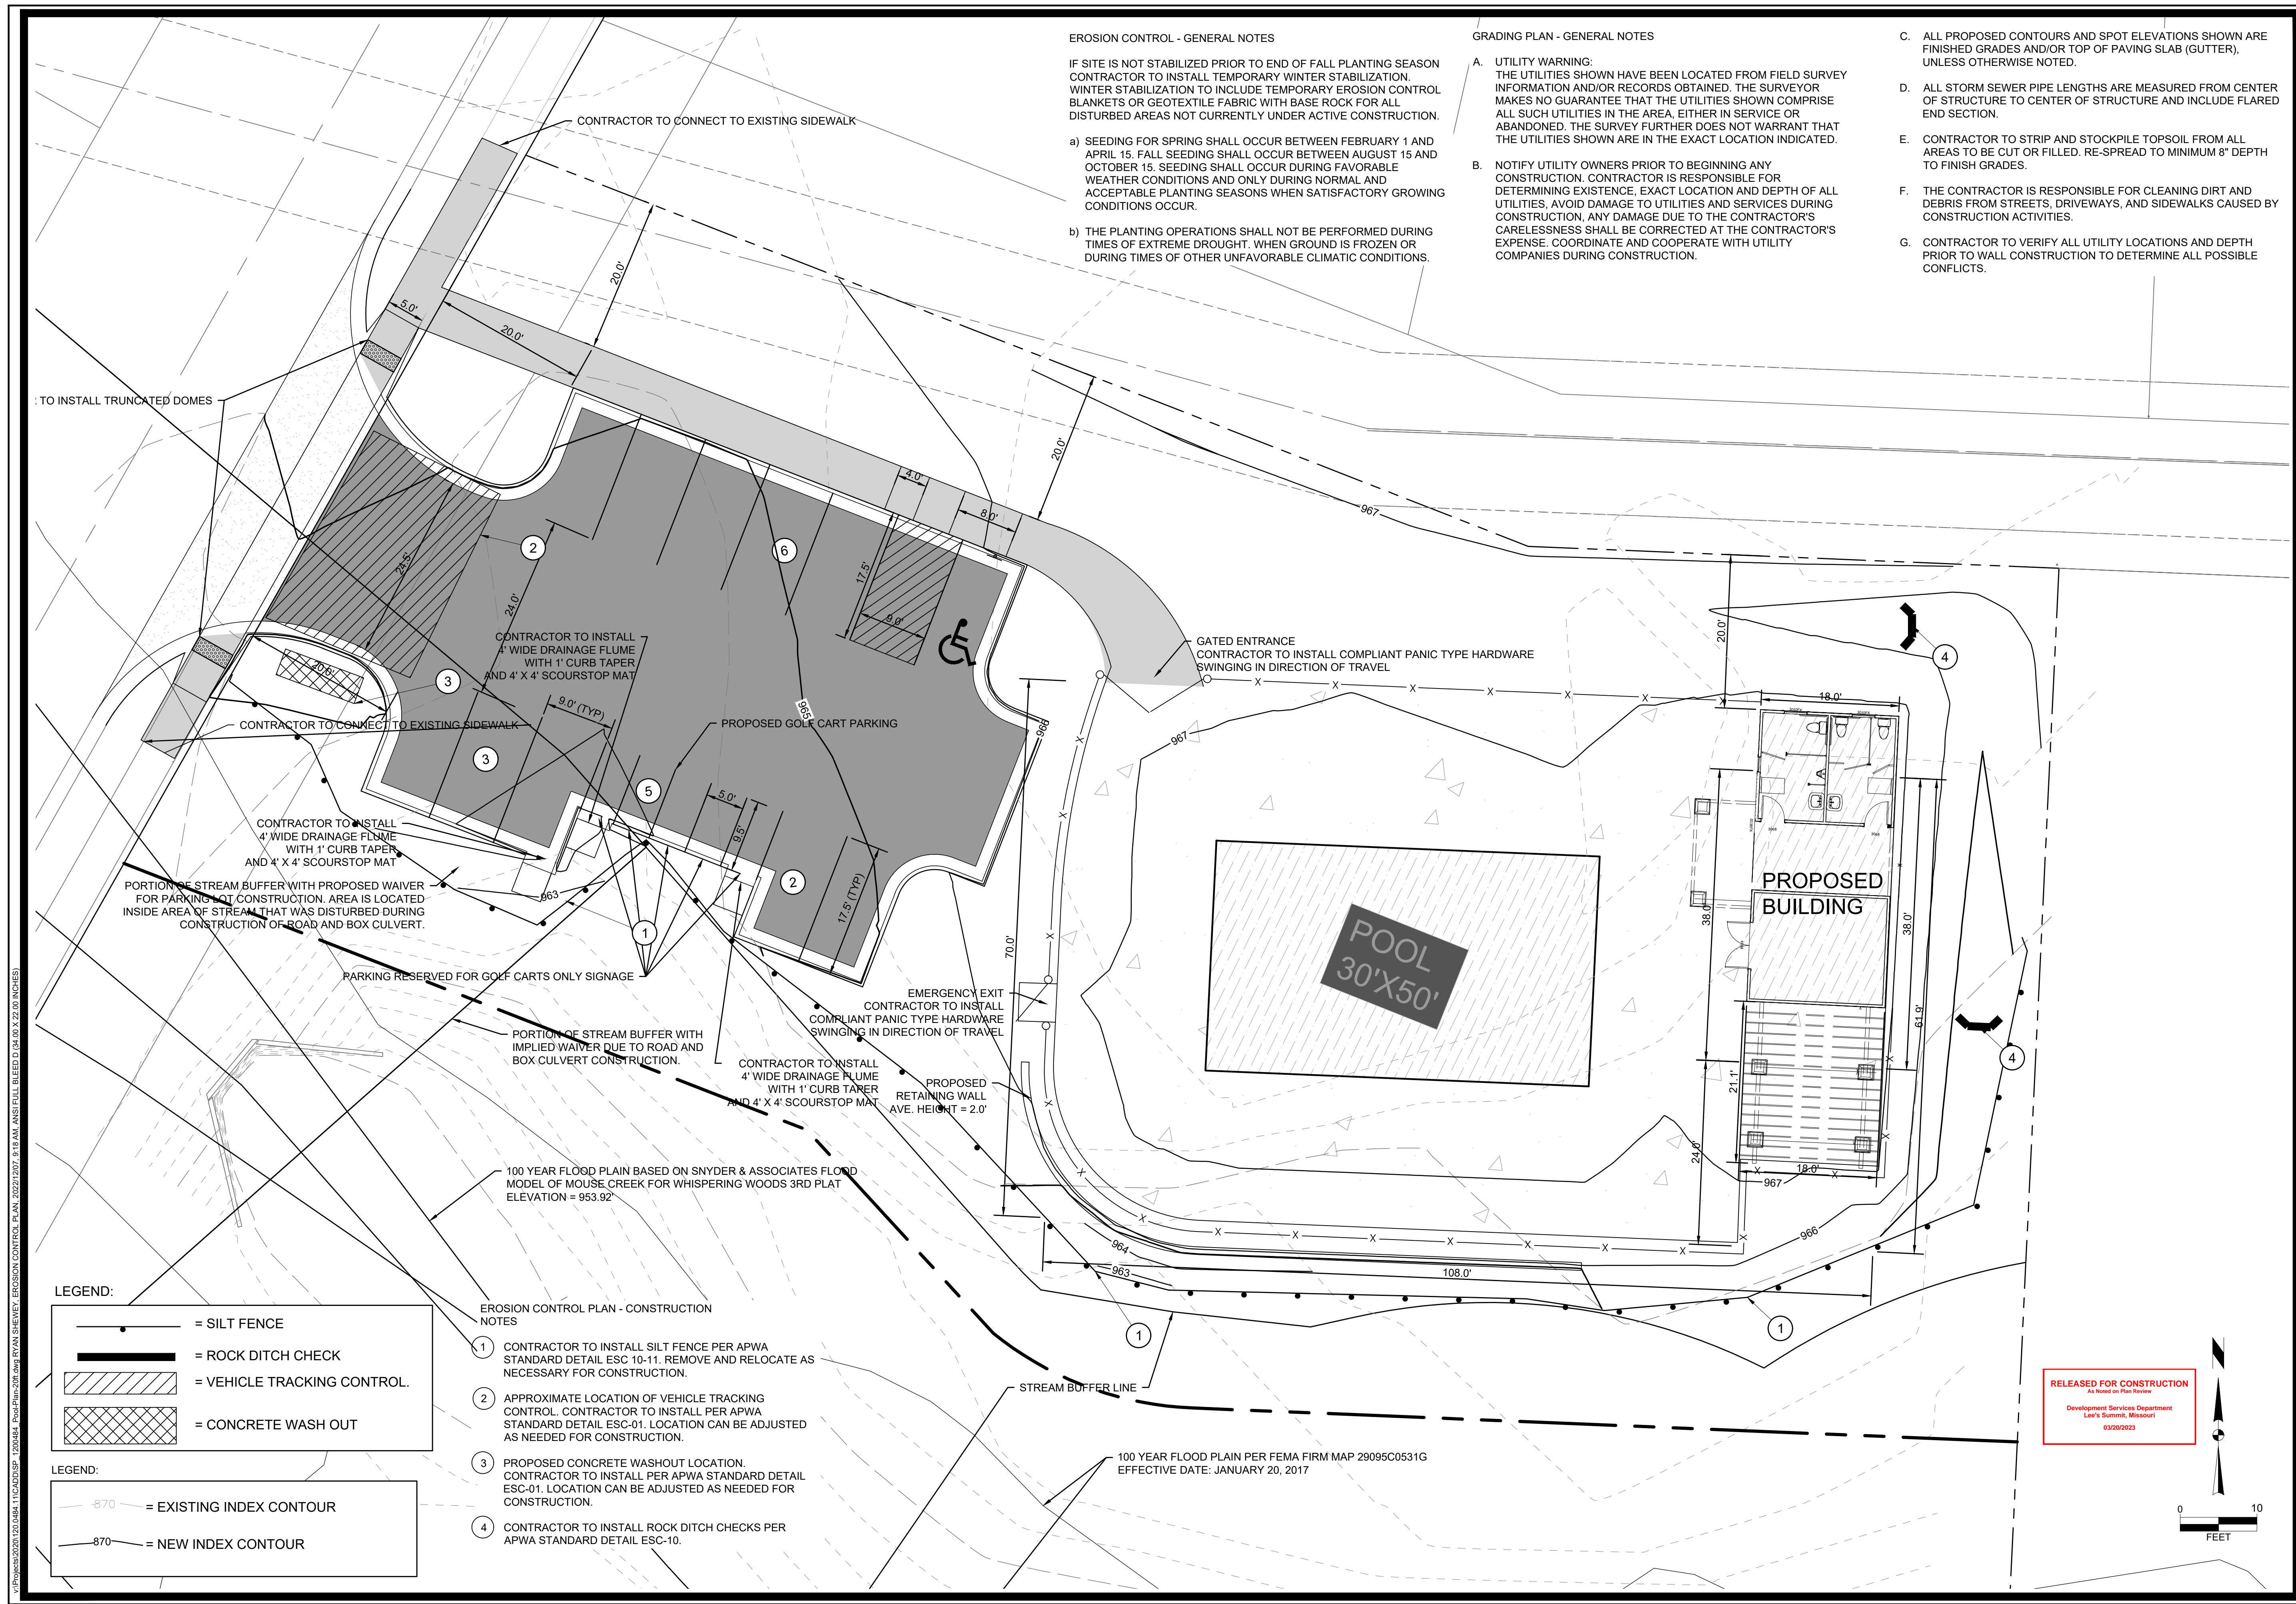 EROSION CONTROL - GENERAL NOTES
IF SITE IS NOT STABILIZED PRIOR TO END OF FALL PLANTING SEASON
CONTRACTOR TO INSTALL TEMPORARY WINTER STABILIZATION.
WINTER STABILIZATION TO INCLUDE TEMPORARY EROSION CONTROL
BLANKETS OR GEOTEXTILE FABRIC WITH BASE ROCK FOR ALL
DISTURBED AREAS NOT CURRENTLY UNDER ACTIVE CONSTRUCTION.
a) SEEDING FOR SPRING SHALL OCCUR BETWEEN FEBRUARY 1 AND
APRIL 15. FALL SEEDING SHALL OCCUR BETWEEN AUGUST 15 AND
OCTOBER 15. SEEDING SHALL OCCUR DURING FAVORABLE
WEATHER CONDITIONS AND ONLY DURING NORMAL AND
ACCEPTABLE PLANTING SEASONS WHEN SATISFACTORY GROWING
CONDITIONS OCCUR.
b) THE PLANTING OPERATIONS SHALL NOT BE PERFORMED DURING
TIMES OF EXTREME DROUGHT. WHEN GROUND IS FROZEN OR
DURING TIMES OF OTHER UNFAVORABLE CLIMATIC CONDITIONS.
GRADING PLAN - GENERAL NOTES
A. UTILITY WARNING:
THE UTILITIES SHOWN HAVE BEEN LOCATED FROM FIELD SURVEY
INFORMATION AND/OR RECORDS OBTAINED. THE SURVEYOR
MAKES NO GUARANTEE THAT THE UTILITIES SHOWN COMPRISE
ALL SUCH UTILITIES IN THE AREA, EITHER IN SERVICE OR
ABANDONED. THE SURVEY FURTHER DOES NOT WARRANT THAT
THE UTILITIES SHOWN ARE IN THE EXACT LOCATION INDICATED.
B. NOTIFY UTILITY OWNERS PRIOR TO BEGINNING ANY
CONSTRUCTION. CONTRACTOR IS RESPONSIBLE FOR
DETERMINING EXISTENCE, EXACT LOCATION AND DEPTH OF ALL
UTILITIES, AVOID DAMAGE TO UTILITIES AND SERVICES DURING
CONSTRUCTION, ANY DAMAGE DUE TO THE CONTRACTOR'S
CARELESSNESS SHALL BE CORRECTED AT THE CONTRACTOR'S
EXPENSE. COORDINATE AND COOPERATE WITH UTILITY
COMPANIES DURING CONSTRUCTION.
C. ALL PROPOSED CONTOURS AND SPOT ELEVATIONS SHOWN ARE
FINISHED GRADES AND/OR TOP OF PAVING SLAB (GUTTER),
UNLESS OTHERWISE NOTED.
D. ALL STORM SEWER PIPE LENGTHS ARE MEASURED FROM CENTER
OF STRUCTURE TO CENTER OF STRUCTURE AND INCLUDE FLARED
END SECTION.
E. CONTRACTOR TO STRIP AND STOCKPILE TOPSOIL FROM ALL
AREAS TO BE CUT OR FILLED. RE-SPREAD TO MINIMUM 8" DEPTH
TO FINISH GRADES.
F. THE CONTRACTOR IS RESPONSIBLE FOR CLEANING DIRT AND
DEBRIS FROM STREETS, DRIVEWAYS, AND SIDEWALKS CAUSED BY
CONSTRUCTION ACTIVITIES.
G. CONTRACTOR TO VERIFY ALL UTILITY LOCATIONS AND DEPTH
PRIOR TO WALL CONSTRUCTION TO DETERMINE ALL POSSIBLE
CONFLICTS.
CONTRACTOR TO CONNECT TO EXISTING SIDEWALK
20.0'
5.0'
20.0'
TO INSTALL TRUNCATED DOMES
20.0'
4.0'
8.0'
967
24.5'
2
6
17.5'
24.0'
9.0'
20.0'
CONTRACTOR TO INSTALL
4' WIDE DRAINAGE FLUME
WITH 1' CURB TAPER
AND 4' X 4' SCOURSTOP MAT
GATED ENTRANCE
CONTRACTOR TO INSTALL COMPLIANT PANIC TYPE HARDWARE
SWINGING IN DIRECTION OF TRAVEL
20.0'
4
3
9.0' (TYP)
965
968
18.0'
CONTRACTOR TO CONNECT TO EXISTING SIDEWALK
PROPOSED GOLF CART PARKING
967
3
5
5.0'
9.5'
CONTRACTOR TO INSTALL
4' WIDE DRAINAGE FLUME
WITH 1' CURB TAPER
AND 4' X 4' SCOURSTOP MAT
PORTION OF STREAM BUFFER WITH PROPOSED WAIVER
FOR PARKING LOT CONSTRUCTION. AREA IS LOCATED
INSIDE AREA OF STREAM THAT WAS DISTURBED DURING
CONSTRUCTION OF ROAD AND BOX CULVERT.
963
2
17.5' (TYP)
1
70.0'
PROPOSED
BUILDING
38.0'
38.0'
POOL
30'X50'
PARKING RESERVED FOR GOLF CARTS ONLY SIGNAGE
EMERGENCY EXIT
CONTRACTOR TO INSTALL
COMPLIANT PANIC TYPE HARDWARE
SWINGING IN DIRECTION OF TRAVEL
61.9'
4
PORTION OF STREAM BUFFER WITH
IMPLIED WAIVER DUE TO ROAD AND
BOX CULVERT CONSTRUCTION.
CONTRACTOR TO INSTALL
4' WIDE DRAINAGE FLUME
WITH 1' CURB TAPER
AND 4' X 4' SCOURSTOP MAT
PROPOSED
RETAINING WALL
AVE. HEIGHT = 2.0'
21.1'
24.0'
18.0'
967
100 YEAR FLOOD PLAIN BASED ON SNYDER & ASSOCIATES FLOOD
MODEL OF MOUSE CREEK FOR WHISPERING WOODS 3RD PLAT
ELEVATION = 953.92'
964
963
966
108.0'
1
1
STREAM BUFFER LINE
100 YEAR FLOOD PLAIN PER FEMA FIRM MAP 29095C0531G
EFFECTIVE DATE: JANUARY 20, 2017
LEGEND:
= SILT FENCE
= ROCK DITCH CHECK
= VEHICLE TRACKING CONTROL.
= CONCRETE WASH OUT
LEGEND:
870 = EXISTING INDEX CONTOUR
870 = NEW INDEX CONTOUR
EROSION CONTROL PLAN - CONSTRUCTION
NOTES
1 CONTRACTOR TO INSTALL SILT FENCE PER APWA
STANDARD DETAIL ESC 10-11. REMOVE AND RELOCATE AS
NECESSARY FOR CONSTRUCTION.
2 APPROXIMATE LOCATION OF VEHICLE TRACKING
CONTROL. CONTRACTOR TO INSTALL PER APWA
STANDARD DETAIL ESC-01. LOCATION CAN BE ADJUSTED
AS NEEDED FOR CONSTRUCTION.
3 PROPOSED CONCRETE WASHOUT LOCATION.
CONTRACTOR TO INSTALL PER APWA STANDARD DETAIL
ESC-01. LOCATION CAN BE ADJUSTED AS NEEDED FOR
CONSTRUCTION.
4 CONTRACTOR TO INSTALL ROCK DITCH CHECKS PER
APWA STANDARD DETAIL ESC-10.
RELEASED FOR CONSTRUCTION
As Noted on Plan Review
Development Services Department
Lee's Summit, Missouri
03/20/2023
0 10
FEET
v:\Projects\2020\120.0484.11\CADD\SP_1200484_Pool-Plan-20ft.dwg RYAN SHEWEY, EROSION CONTROL PLAN, 2022/12/07, 9:18 AM, ANSI FULL BLEED D (34.00 X 22.00 INCHES)